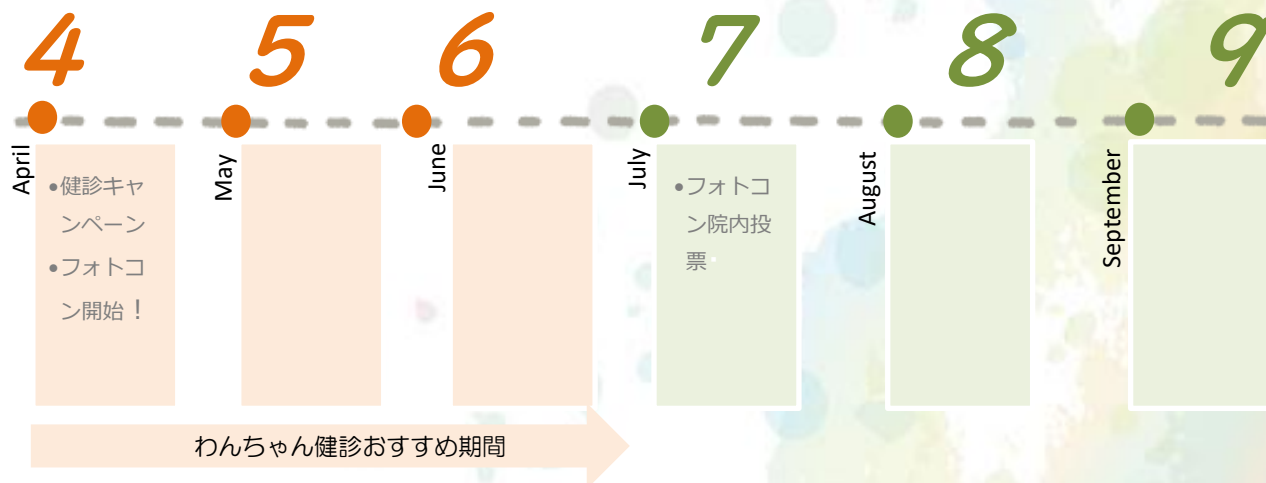 4
5
6
7
8
9
April
May
June
July
August
September
•健診キャ
ンペーン
•フォトコ
ン開始！
•フォトコ
ン院内投
票
わんちゃん健診おすすめ期間